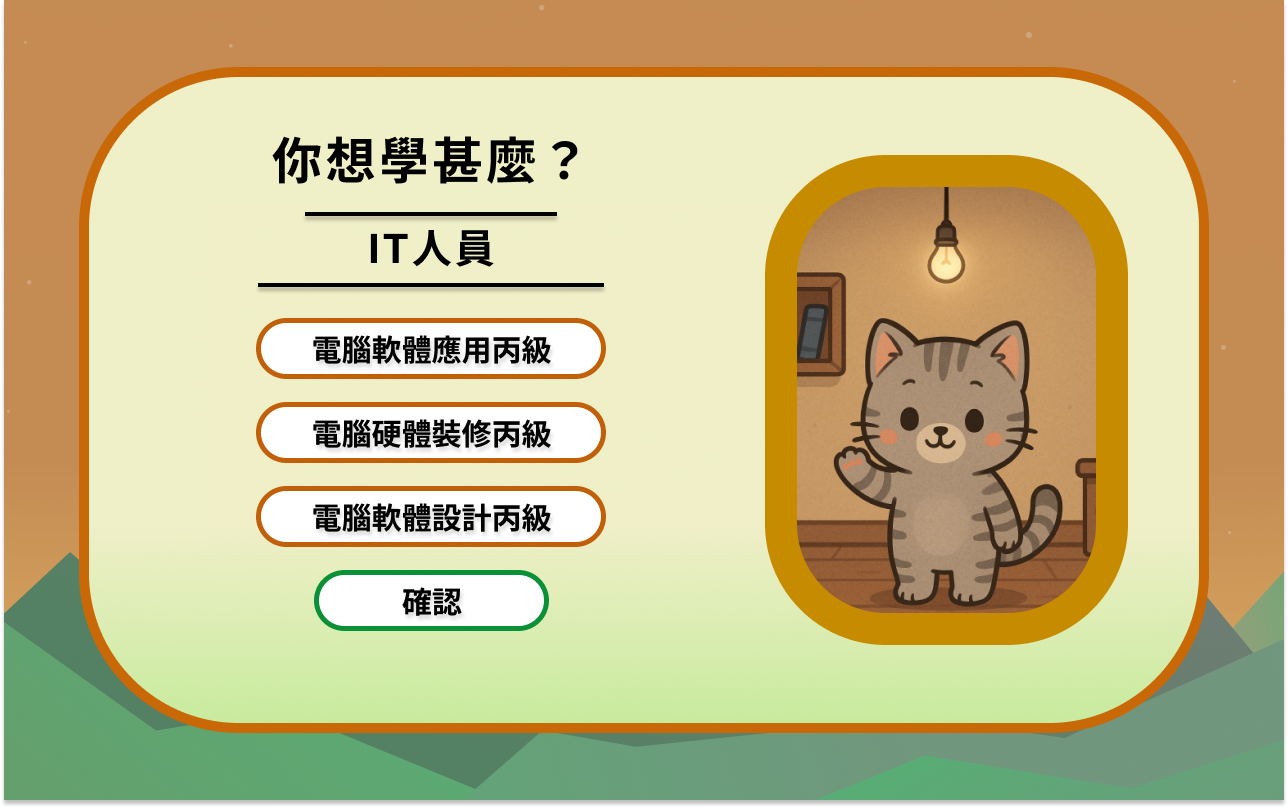 你想學甚麼？
IT人員
電腦軟體應用丙級
電腦硬體裝修丙級
電腦軟體設計丙級
確認